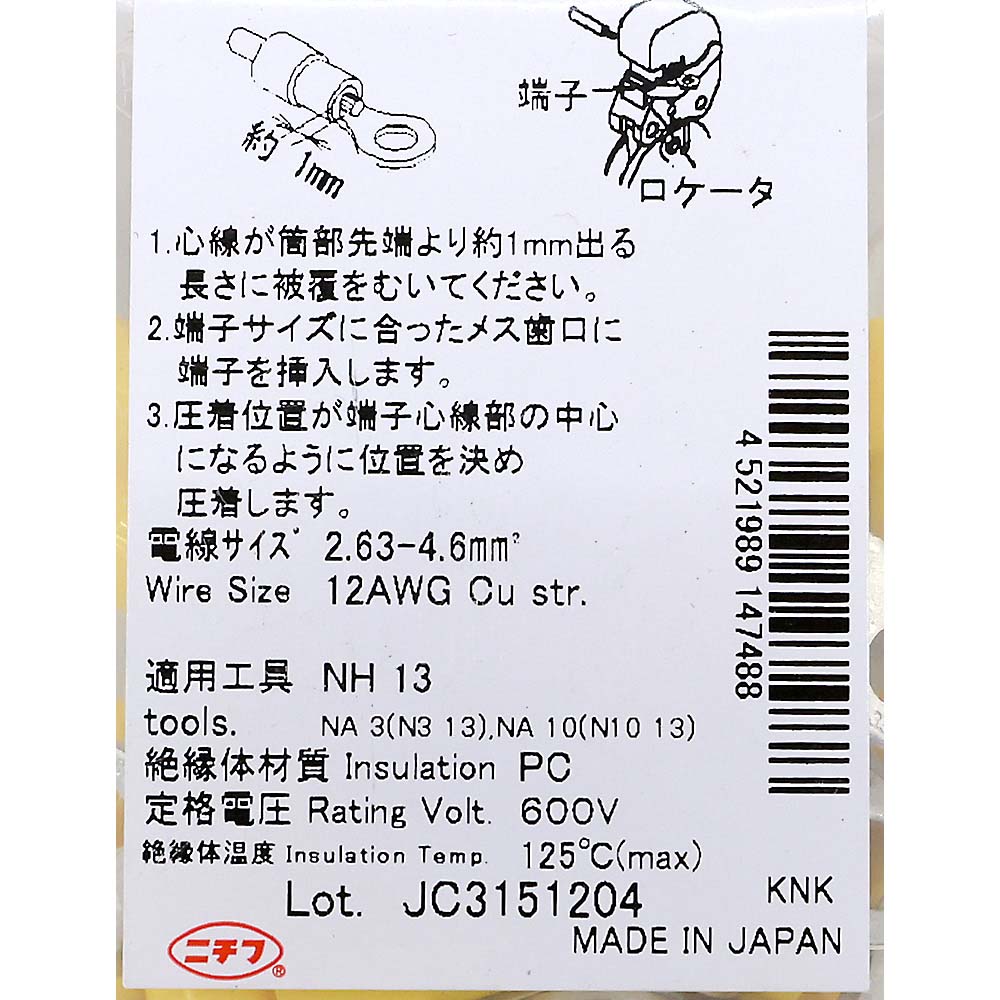 端子
約1mm
ロケータ
1.心線が筒部先端より約1mm出る
長さに被覆をむいてください。
2.端子サイズに合ったメス歯口に
端子を挿入します。
3.圧着位置が端子心線部の中心
になるように位置を決め
圧着します。
電線サイズ 2.63-4.6mm²
Wire Size 12AWG Cu str.
4 521989 147488
適用工具 NH 13
tools. NA 3(N3 13),NA 10(N10 13)
絶縁体材質 Insulation PC
定格電圧 Rating Volt. 600V
絶縁体温度 Insulation Temp. 125℃(max)
Lot. JC3151204 KNK
ニチフ®
MADE IN JAPAN